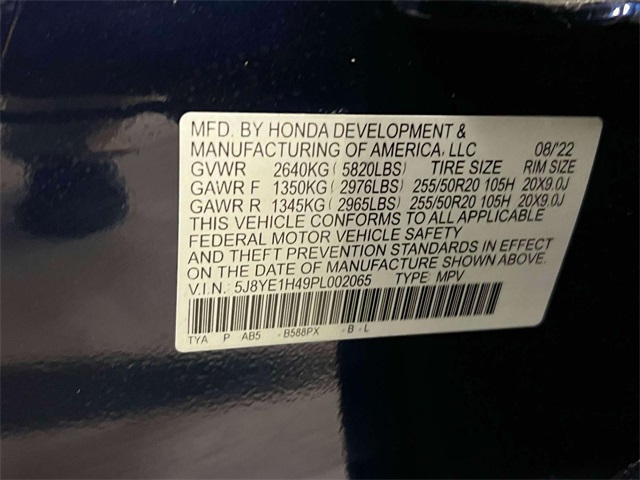 MFD. BY HONDA DEVELOPMENT &
MANUFACTURING OF AMERICA, LLC 08/'22
GVWR 2640KG ( 5820LBS) TIRE SIZE RIM SIZE
GAWR F 1350KG ( 2976LBS) 255/50R20 105H 20X9.0J
GAWR R 1345KG ( 2965LBS) 255/50R20 105H 20X9.0J
THIS VEHICLE CONFORMS TO ALL APPLICABLE
FEDERAL MOTOR VEHICLE SAFETY
AND THEFT PREVENTION STANDARDS IN EFFECT
ON THE DATE OF MANUFACTURE SHOWN ABOVE.
V.I.N.: 5J8YE1H49PL002065 TYPE: MPV
TYA P AB5 -B588PX -B-L